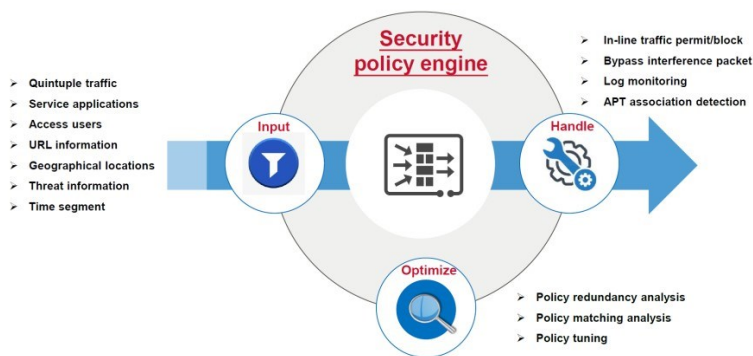 Security
policy engine
➢ Quintuple traffic
➢ Service applications
➢ Access users
➢ URL information
➢ Geographical locations
➢ Threat information
➢ Time segment
Input
Handle
➢ In-line traffic permit/block
➢ Bypass interference packet
➢ Log monitoring
➢ APT association detection
Optimize
➢ Policy redundancy analysis
➢ Policy matching analysis
➢ Policy tuning